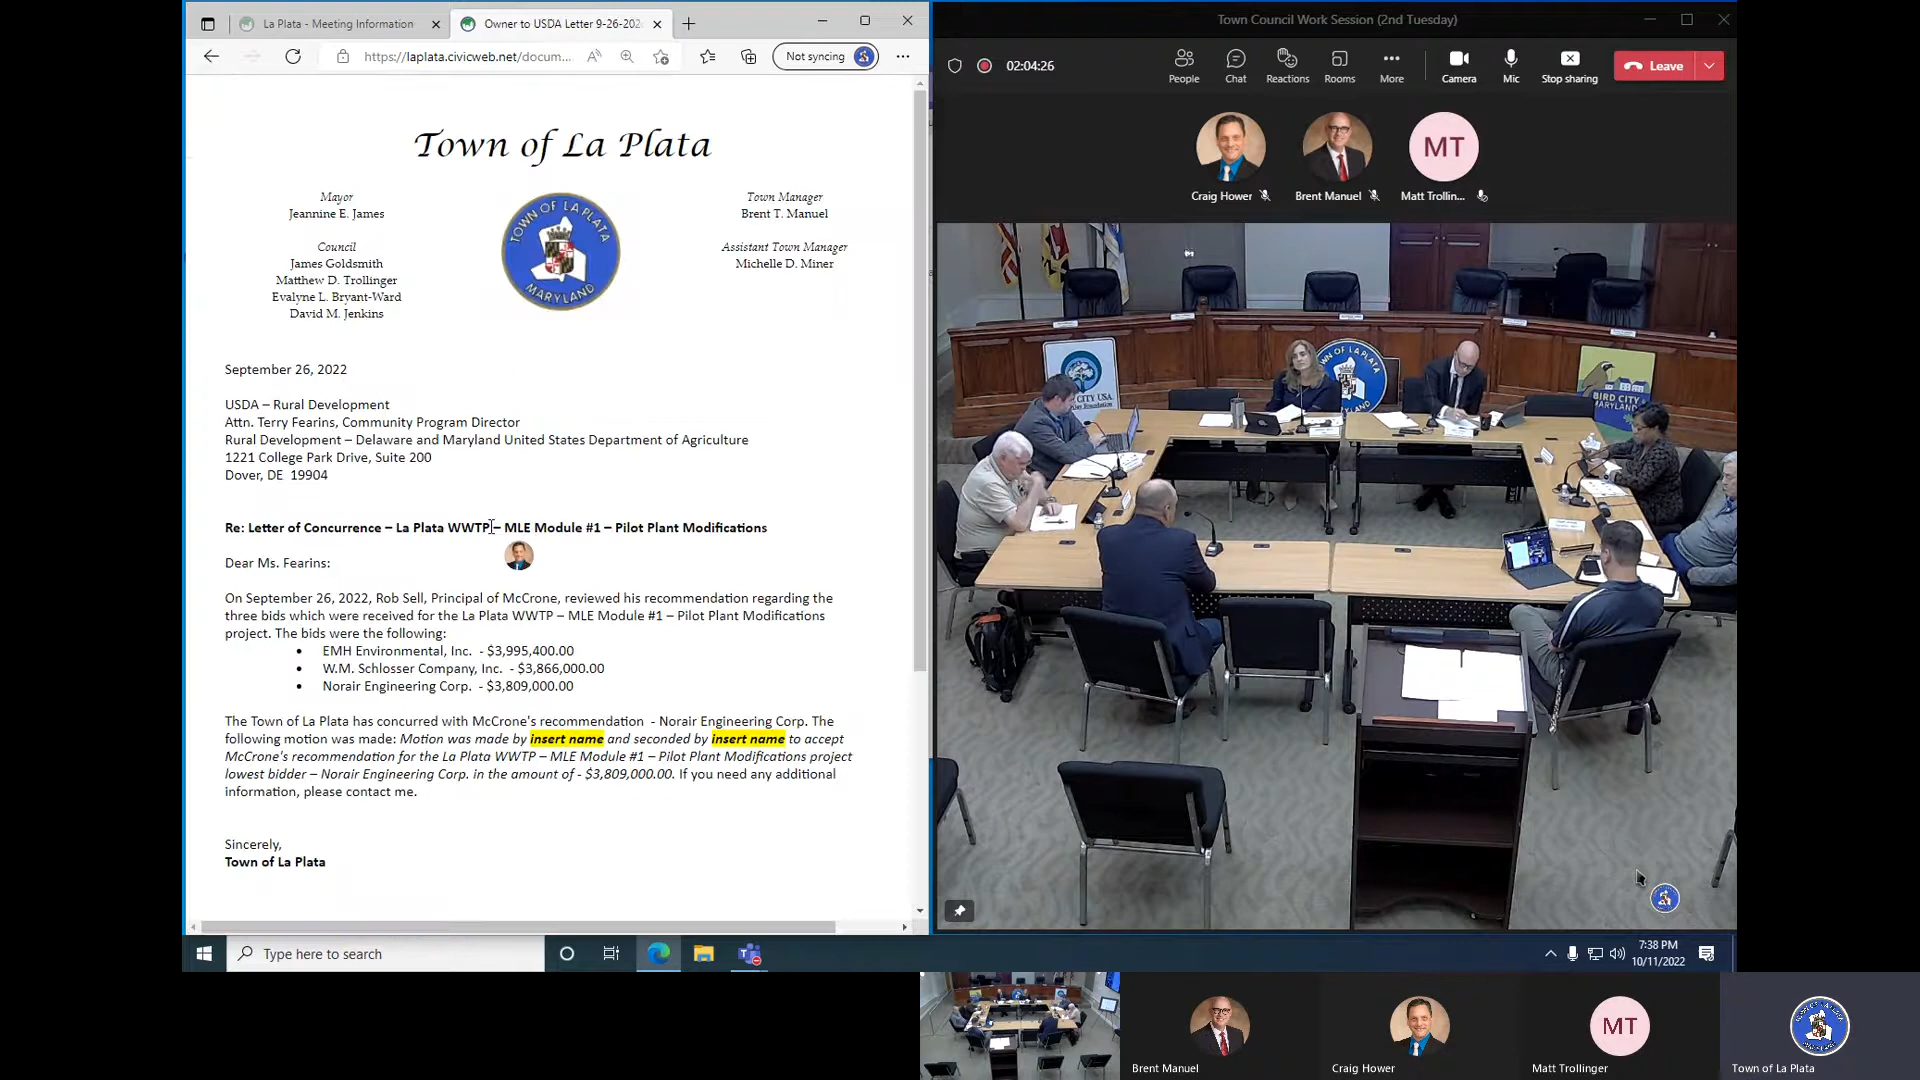 La Plata - Meeting Information
Owner to USDA Letter 9-26-202
https://laplata.civicweb.net/docum...
Not syncing
Town of La Plata
Mayor
Jeannine E. James
Council
James Goldsmith
Matthew D. Trollinger
Evalyne L. Bryant-Ward
David M. Jenkins
TOWN OF LA PLATA
MARYLAND
Town Manager
Brent T. Manuel
Assistant Town Manager
Michelle D. Miner
September 26, 2022
USDA – Rural Development
Attn. Terry Fearins, Community Program Director
Rural Development – Delaware and Maryland United States Department of Agriculture
1221 College Park Drive, Suite 200
Dover, DE 19904
Re: Letter of Concurrence – La Plata WWTP – MLE Module #1 – Pilot Plant Modifications
Dear Ms. Fearins:
On September 26, 2022, Rob Sell, Principal of McCrone, reviewed his recommendation regarding the
three bids which were received for the La Plata WWTP – MLE Module #1 – Pilot Plant Modifications
project. The bids were the following:
• EMH Environmental, Inc. - $3,995,400.00
• W.M. Schlosser Company, Inc. - $3,866,000.00
• Norair Engineering Corp. - $3,809,000.00
The Town of La Plata has concurred with McCrone's recommendation - Norair Engineering Corp. The
following motion was made: Motion was made by insert name and seconded by insert name to accept
McCrone's recommendation for the La Plata WWTP – MLE Module #1 – Pilot Plant Modifications project
lowest bidder – Norair Engineering Corp. in the amount of - $3,809,000.00. If you need any additional
information, please contact me.
Sincerely,
Town of La Plata
Type here to search
Town Council Work Session (2nd Tuesday)
02:04:26
People
Chat
Reactions
Rooms
More
Camera
Mic
Stop sharing
Leave
MT
Craig Hower
Brent Manuel
Matt Trollin...
CITY USA
TOWN OF LA PLATA
BIRD CITY
MARYLAND
7:38 PM
10/11/2022
MT
Brent Manuel
Craig Hower
Matt Trollinger
Town of La Plata